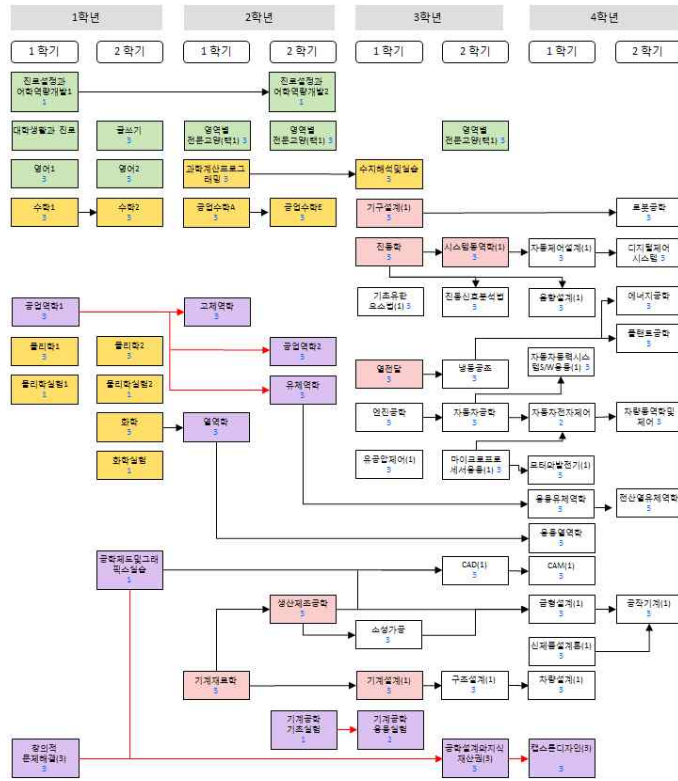 1학년 2학년 3학년 4학년
1 학기 2 학기 1 학기 2 학기 1 학기 2 학기 1 학기 2 학기
진로설정과 진로설정과
어학역량개발1 어학역량개발2
1 1
대학생활과 진로 글쓰기 영역별 영역별 영역별
3 전문교양(택1) 3 전문교양(택1) 3 전문교양(택1) 3
영어1 영어2 과학계산프로그 수치해석및실습
3 3 래밍 3 3
수학1 수학2 공업수학A 공업수학E 기구설계(1) 로봇공학
3 3 3 3 3 3
진동학 시스템동역학(1) 자동제어설계(1) 디지털제어
3 3 3 시스템 3
기초유한 진동신호분석법 음향설계(1) 에너지공학
요소법(1) 3 3 3 3
공업역학1 고체역학
3 3
플랜트공학
3
물리학1 물리학2 공업역학2
3 3 3
열전달 냉동공조 자동차동력시스
3 3 템S/W응용(1) 3
물리학실험1 물리학실험2 유체역학
1 1 3
화학 열역학 엔진공학 자동차공학 자동차전자제어 차량동역학및
3 3 3 3 2 제어 3
화학실험 유공압제어(1) 마이크로프로 모터와발전기(1)
1 3 세서응용(1) 3 3
응용유체역학 전산열유체역학
3 3
응용열역학
3
공학제도및그래 CAD(1) CAM(1)
픽스실습 3 3
1
생산제조공학 금형설계(1) 공작기계(1)
3 3 3
소성가공
3
신제품설계론(1)
3
기계재료학 기계설계(1) 구조설계(1) 차량설계(1)
3 3 3 3
기계공학 기계공학
기초실험 응용실험
1 2
창의적 공학설계와지식 캡스톤디자인(3)
문제해결(3) 재산권(3) 3
3 3